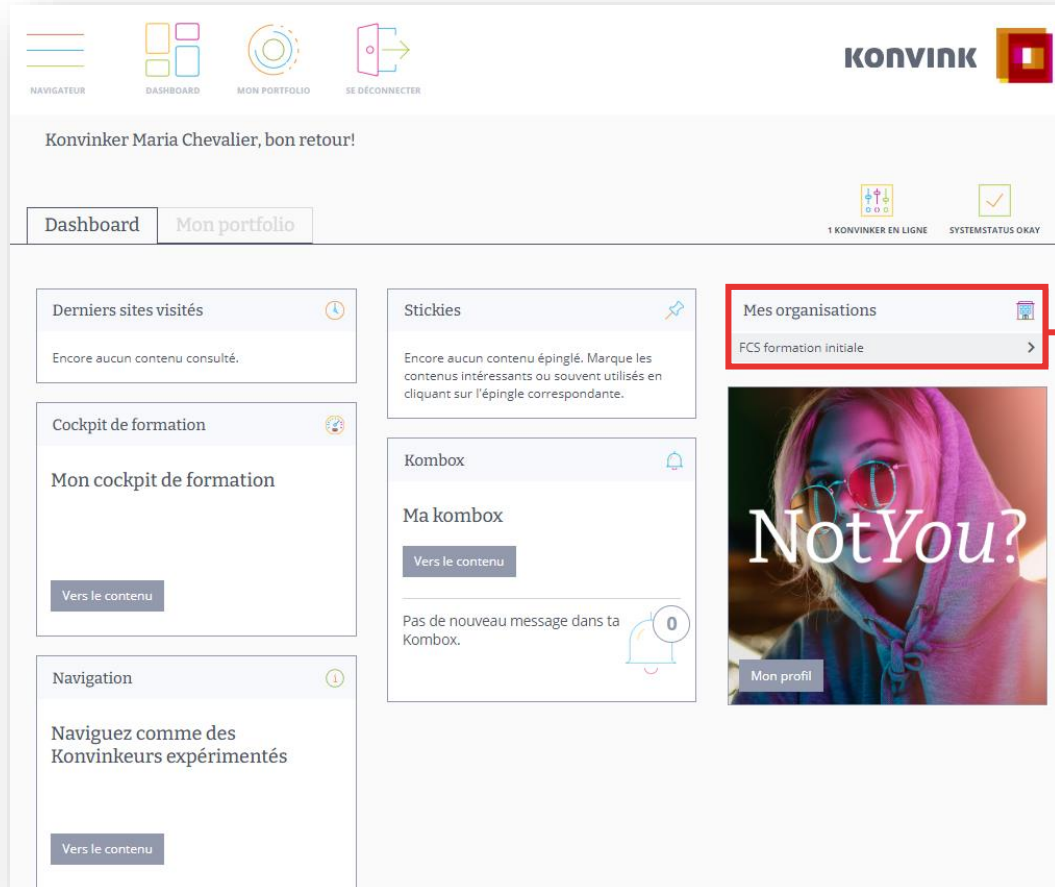 NAVIGATEUR
DASHBOARD
MON PORTFOLIO
SE DÉCONNECTER
KONVINK
Konvinker Maria Chevalier, bon retour!
Dashboard
Mon portfolio
1 KONVINKER EN LIGNE
SYSTEMSTATUS OKAY
Derniers sites visités
Encore aucun contenu consulté.
Cockpit de formation
Mon cockpit de formation
Vers le contenu
Navigation
Naviguez comme des
Konvinkeurs expérimentés
Vers le contenu
Stickies
Encore aucun contenu épinglé. Marque les
contenus intéressants ou souvent utilisés en
cliquant sur l'épingle correspondante.
Kombox
Ma kombox
Vers le contenu
Pas de nouveau message dans ta
Kombox.
0
Mes organisations
FCS formation initiale
NotYou?
Mon profil